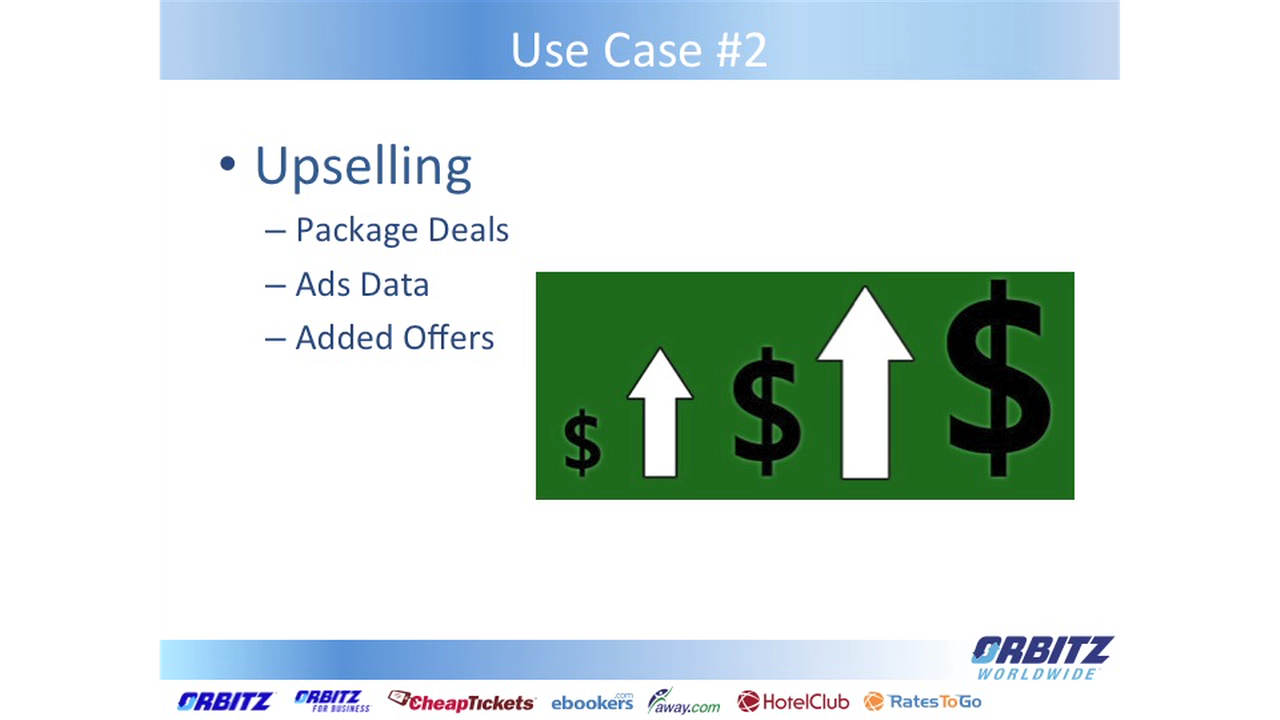 Use Case #2
• Upselling
– Package Deals
– Ads Data
– Added Offers
$ $ $
ORBITZ
WORLDWIDE
ORBITZ ORBITZ FOR BUSINESS CheapTickets ebookers.com away.com HotelClub RatesToGo